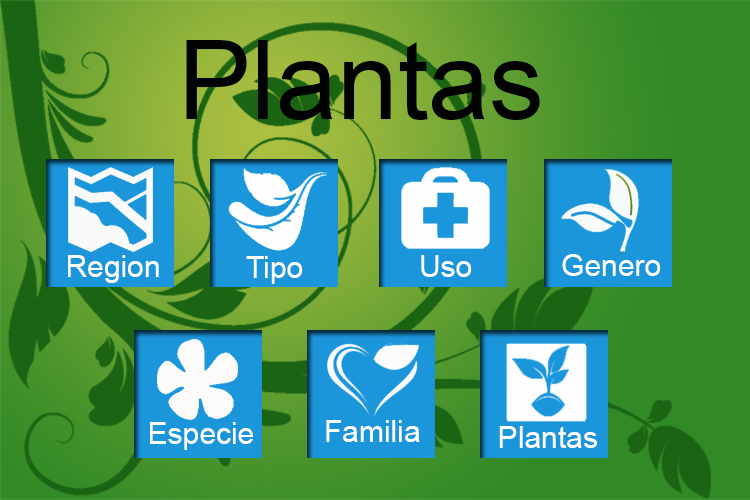 Plantas
Region
Tipo
Uso
Genero
Especie
Familia
Plantas